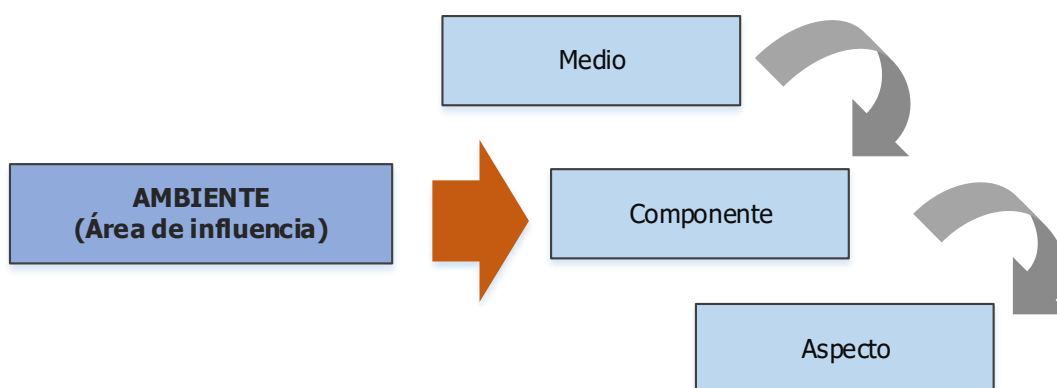 Medio
AMBIENTE
(Área de influencia)
Componente
Aspecto